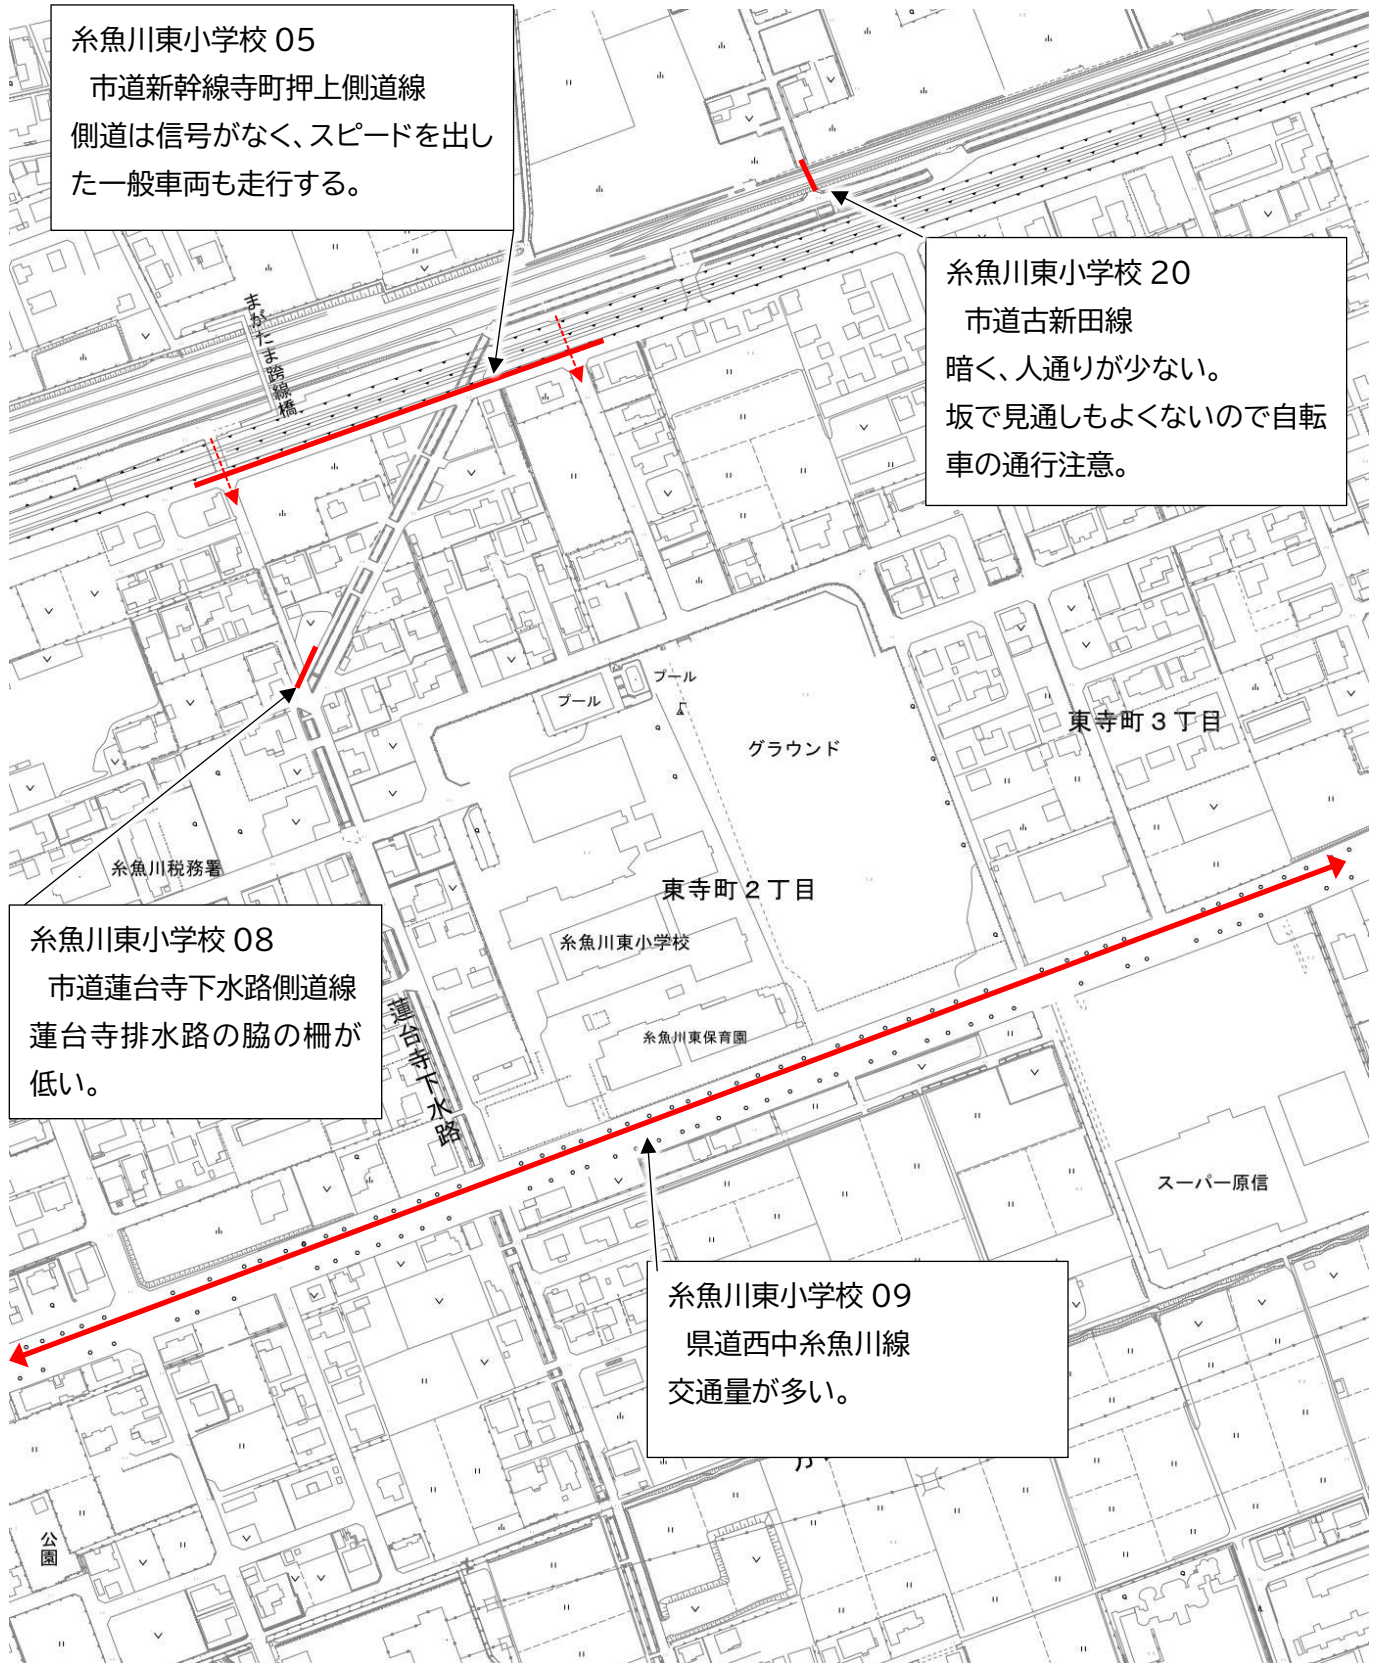 糸魚川東小学校 05
市道新幹線寺町押上側道線
側道は信号がなく、スピードを出し
た一般車両も走行する。
糸魚川東小学校 20
市道古新田線
暗く、人通りが少ない。
坂で見通しもよくないので自転
車の通行注意。
まがたま跨線橋
プール
プール
グラウンド
東寺町3丁目
糸魚川税務署
東寺町2丁目
糸魚川東小学校
糸魚川東保育園
糸魚川東小学校 08
市道蓮台寺下水路側道線
蓮台寺排水路の脇の柵が
低い。
蓮台寺下水路
スーパー原信
糸魚川東小学校 09
県道西中糸魚川線
交通量が多い。
公園